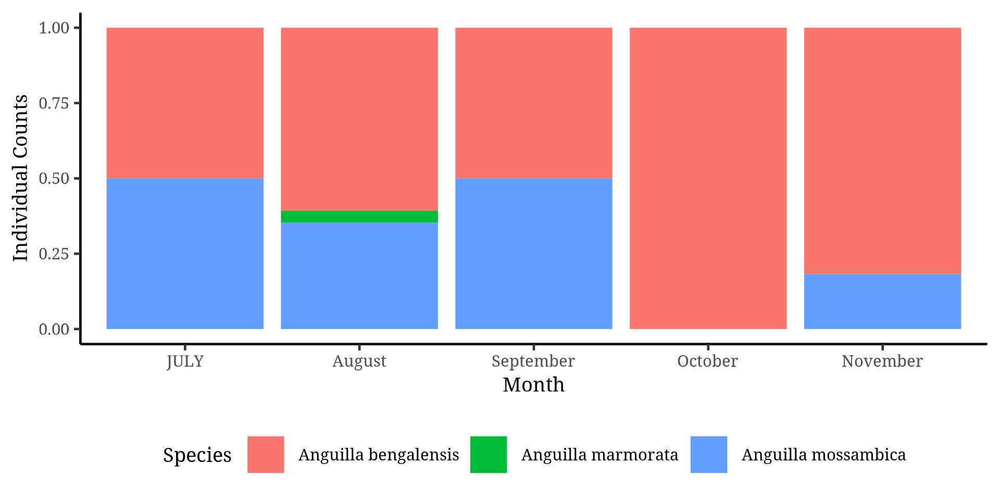 Individual Counts
1.00
0.75
0.50
0.25
0.00
JULY August September October November
Month
Species Anguilla bengalensis Anguilla marmorata Anguilla mossambica